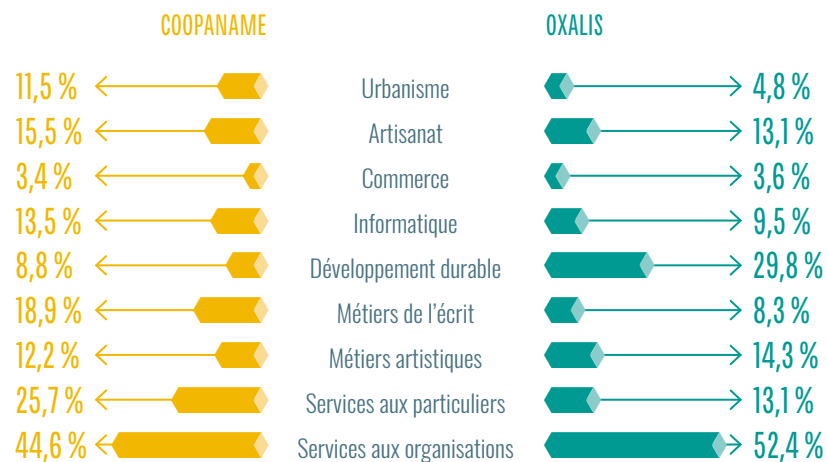 COOPANAME OXALIS
11,5 % Urbanisme 4,8 %
15,5 % Artisanat 13,1 %
3,4 % Commerce 3,6 %
13,5 % Informatique 9,5 %
8,8 % Développement durable 29,8 %
18,9 % Métiers de l'écrit 8,3 %
12,2 % Métiers artistiques 14,3 %
25,7 % Services aux particuliers 13,1 %
44,6 % Services aux organisations 52,4 %